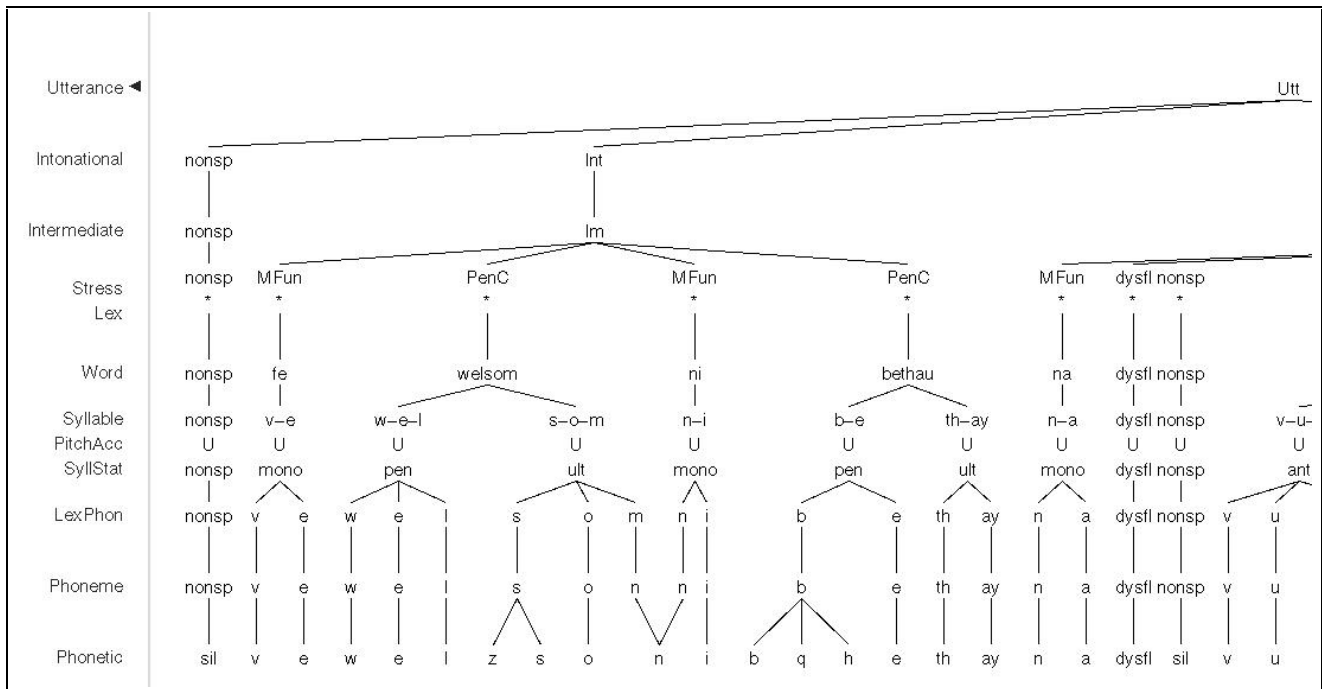 Utterance ◄ Utt
Intonational nonsp Int
Intermediate nonsp Im
Stress nonsp MFun PenC MFun PenC MFun dysfl nonsp
Lex * * * * * * * *
Word nonsp fe welsom ni bethau na dysfl nonsp
Syllable nonsp v-e w-e-l s-o-m n-i b-e th-ay n-a dysfl nonsp v-u-
PitchAcc U U U U U U U U U U U
SyllStat nonsp mono pen ult mono pen ult mono dysfl nonsp ant
LexPhon nonsp v e w e l s o m n i b e th ay n a dysfl nonsp v u
Phoneme nonsp v e w e l s o n n i b e th ay n a dysfl nonsp v u
Phonetic sil v e w e l z s o n i b q h e th ay n a dysfl sil v u